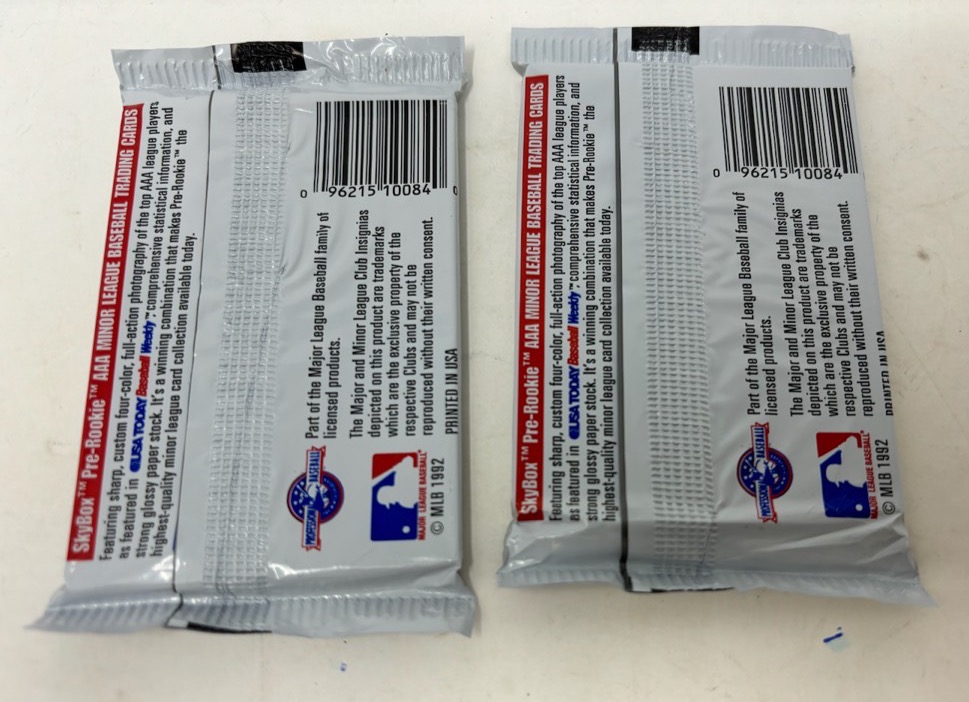 SkyBox™ Pre-Rookie™ AAA MINOR LEAGUE BASEBALL TRADING CARDS
Featuring sharp, custom four-color, full-action photography of the top AAA league players
as featured in USA TODAY Baseball Weekly™; comprehensive statistical information, and
strong glossy paper stock. It's a winning combination that makes Pre-Rookie™ the
highest-quality minor league card collection available today.
0 96215 10084 0
Part of the Major League Baseball family of
licensed products.
The Major and Minor League Club Insignias
depicted on this product are trademarks
which are the exclusive property of the
respective Clubs and may not be
reproduced without their written consent.
PRINTED IN USA
PROFESSIONAL BASEBALL
MAJOR LEAGUE BASEBALL®
© MLB 1992
SkyBox™ Pre-Rookie™ AAA MINOR LEAGUE BASEBALL TRADING CARDS
Featuring sharp, custom four-color, full-action photography of the top AAA league players
as featured in USA TODAY Baseball Weekly™; comprehensive statistical information, and
strong glossy paper stock. It's a winning combination that makes Pre-Rookie™ the
highest-quality minor league card collection available today.
0 96215 10084
Part of the Major League Baseball family of
licensed products.
The Major and Minor League Club Insignias
depicted on this product are trademarks
which are the exclusive property of the
respective Clubs and may not be
reproduced without their written consent.
PRINTED IN USA
PROFESSIONAL BASEBALL
MAJOR LEAGUE BASEBALL®
© MLB 1992